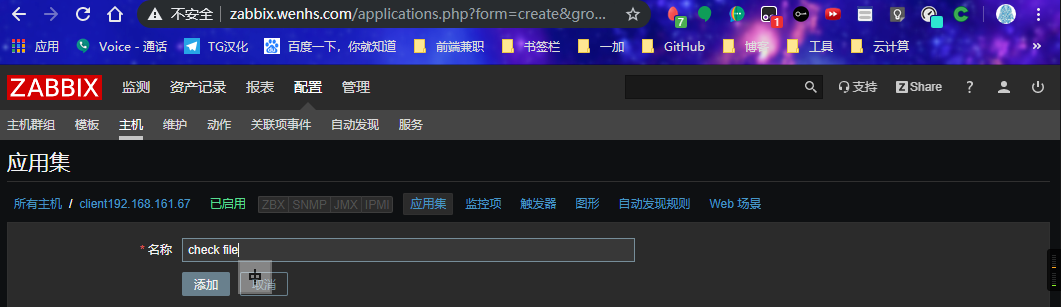 不安全 | zabbix.wenhs.com/applications.php?form=create&gro...
7 1
应用 Voice - 通话 TG汉化 百度一下，你就知道 前端兼职 书签栏 一加 GitHub 博客 工具 云计算 »
ZABBIX 监测 资产记录 报表 配置 管理 支持 Z Share ?
主机群组 模板 主机 维护 动作 关联项事件 自动发现 服务
应用集
所有主机 / client192.168.161.67 已启用 ZBX SNMP JMX IPMI 应用集 监控项 触发器 图形 自动发现规则 Web 场景
* 名称 check file
添加 取消
中